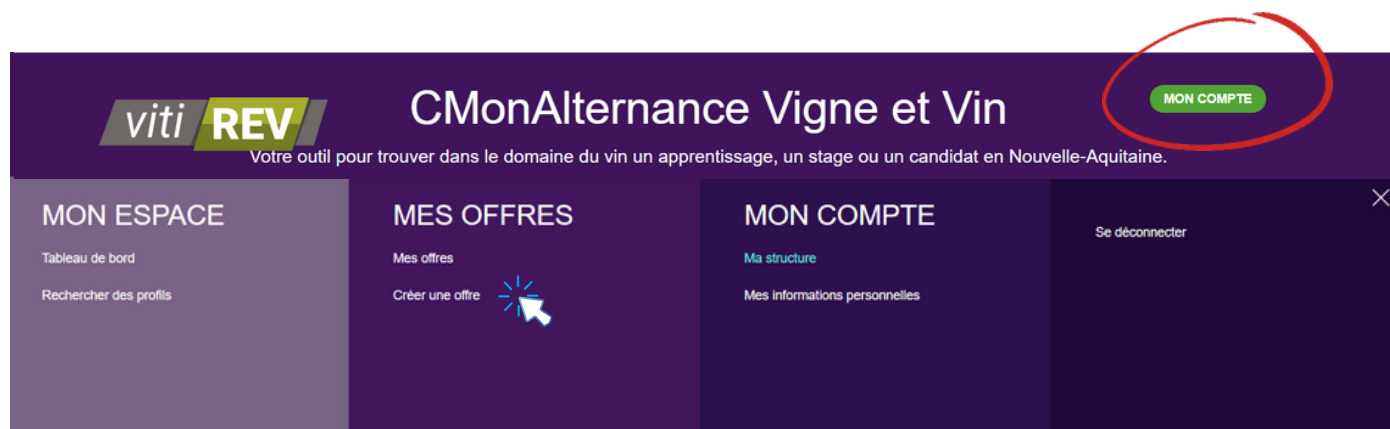 viti REV
CMonAlternance Vigne et Vin
MON COMPTE
Votre outil pour trouver dans le domaine du vin un apprentissage, un stage ou un candidat en Nouvelle-Aquitaine.
MON ESPACE
Tableau de bord
Rechercher des profils
MES OFFRES
Mes offres
Créer une offre
MON COMPTE
Ma structure
Mes informations personnelles
Se déconnecter